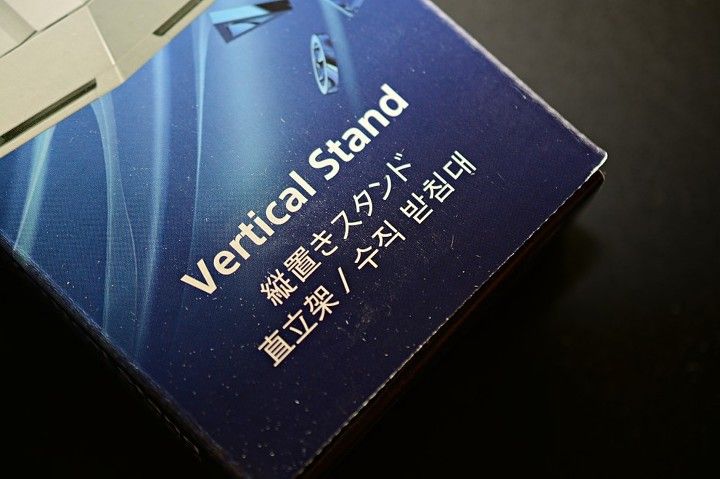 Vertical Stand
縦置きスタンド
直立架 / 수직 받침대